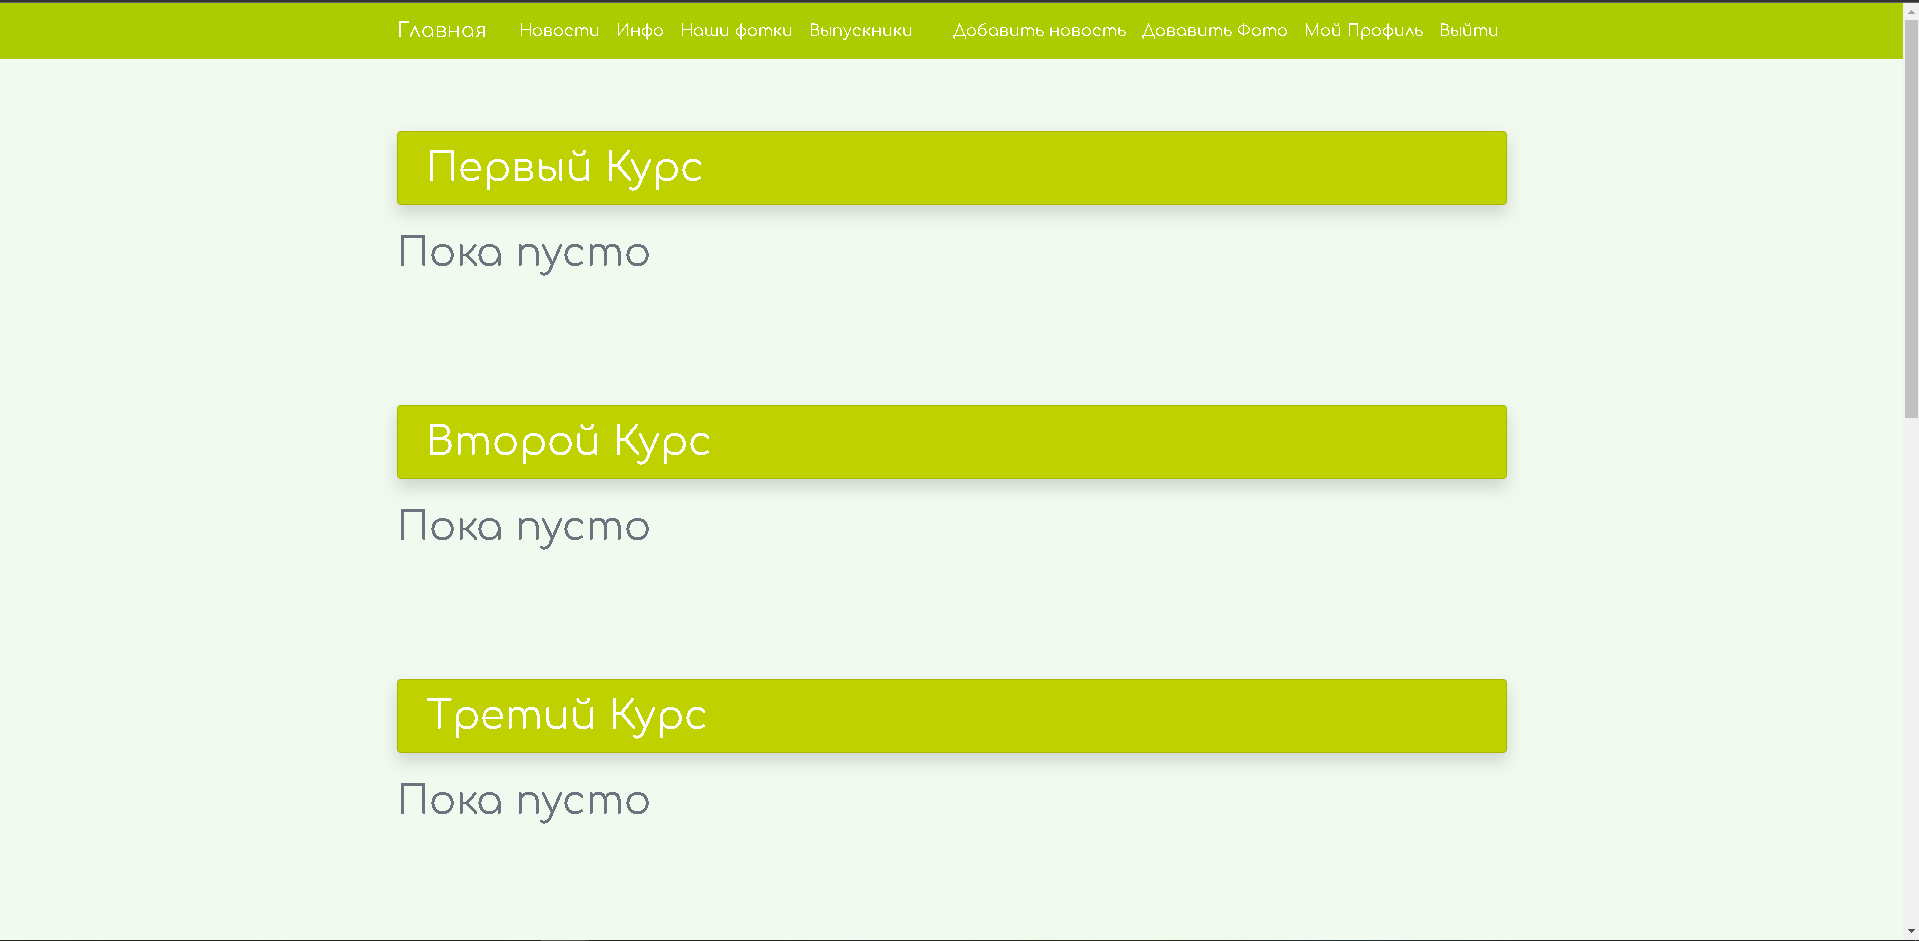 Главная Новости Инфо Наши фотки Выпускники Добавить новость Довавить Фото Мой Профиль Выйти
Первый Курс
Пока пусто
Второй Курс
Пока пусто
Третий Курс
Пока пусто